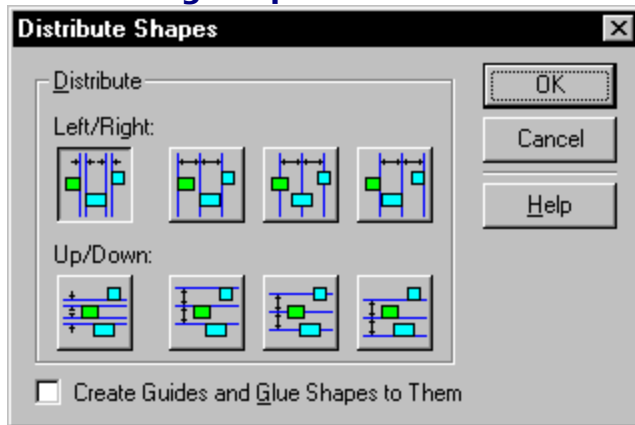 Distribute Shapes
Distribute
OK
Left/Right:
Cancel
Help
Up/Down:
Create Guides and Glue Shapes to Them